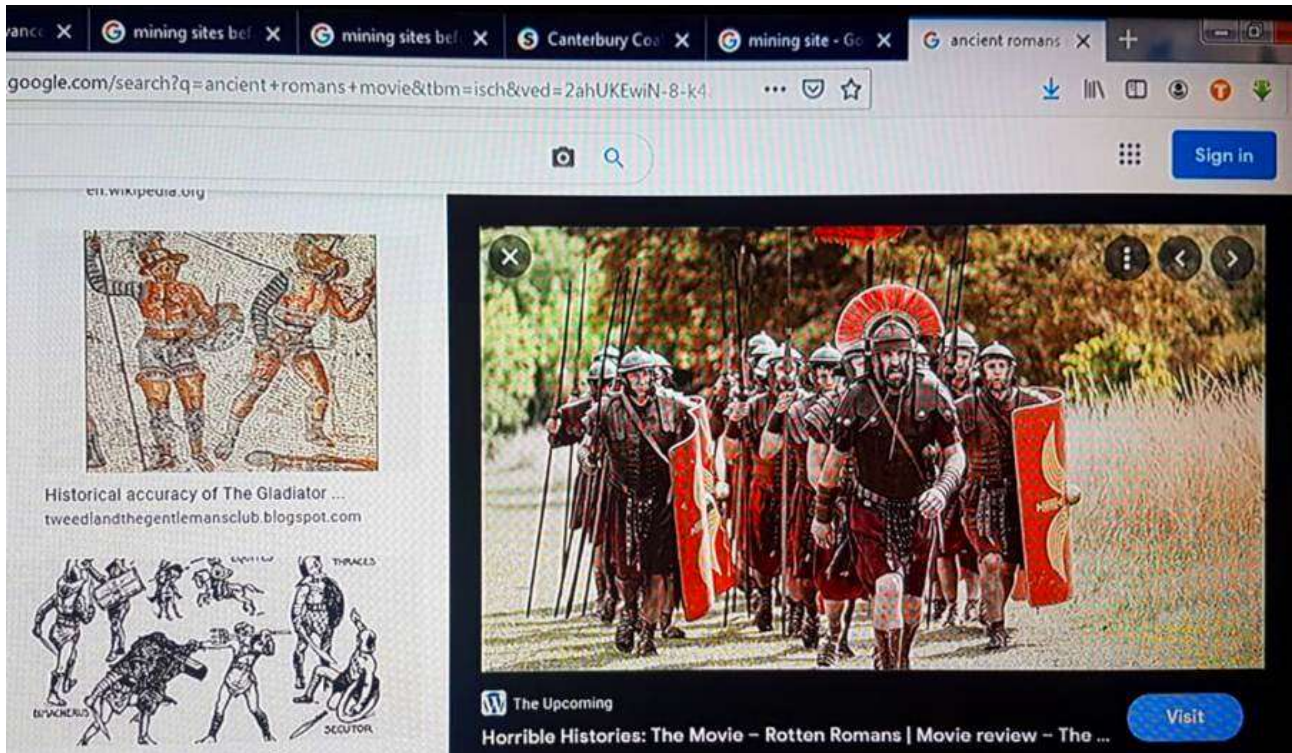 mining sites bef
mining sites bef
Canterbury Coa
mining site - Go
ancient romans
google.com/search?q=ancient+romans+movie&tbm=isch&ved=2ahUKEwiN-8-k4
Sign in
en.wikipedia.org
Historical accuracy of The Gladiator ...
tweedlandthegentlemansclub.blogspot.com
THRACES
SECUTOR
The Upcoming
Visit
Horrible Histories: The Movie – Rotten Romans | Movie review – The ...